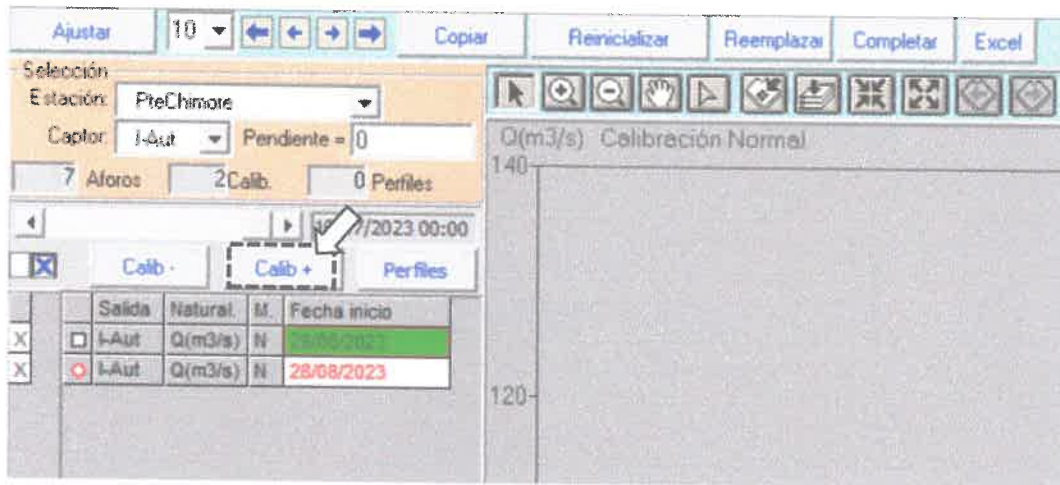 Ajustar 10 Copiar Reinicializar Reemplazar Completar Excel
Selección
Estación: PteChimore
Captor: I-Aut Pendiente = 0
7 Aforos 2 Calib. 0 Perfiles
/2023 00:00
Calib - Calib + Perfiles
Salida Natural. M. Fecha inicio
X I-Aut Q(m3/s) N
X I-Aut Q(m3/s) N 28/08/2023
Q(m3/s) Calibración Normal
140
120